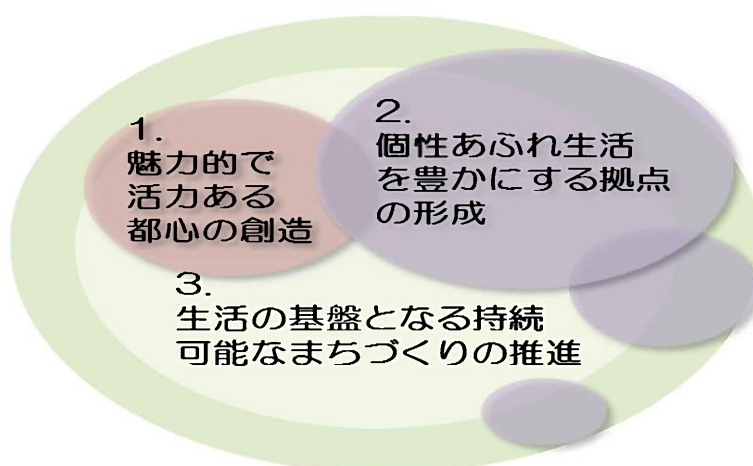 1.
魅力的で
活力ある
都心の創造
2.
個性あふれ生活
を豊かにする拠点
の形成
3.
生活の基盤となる持続
可能なまちづくりの推進